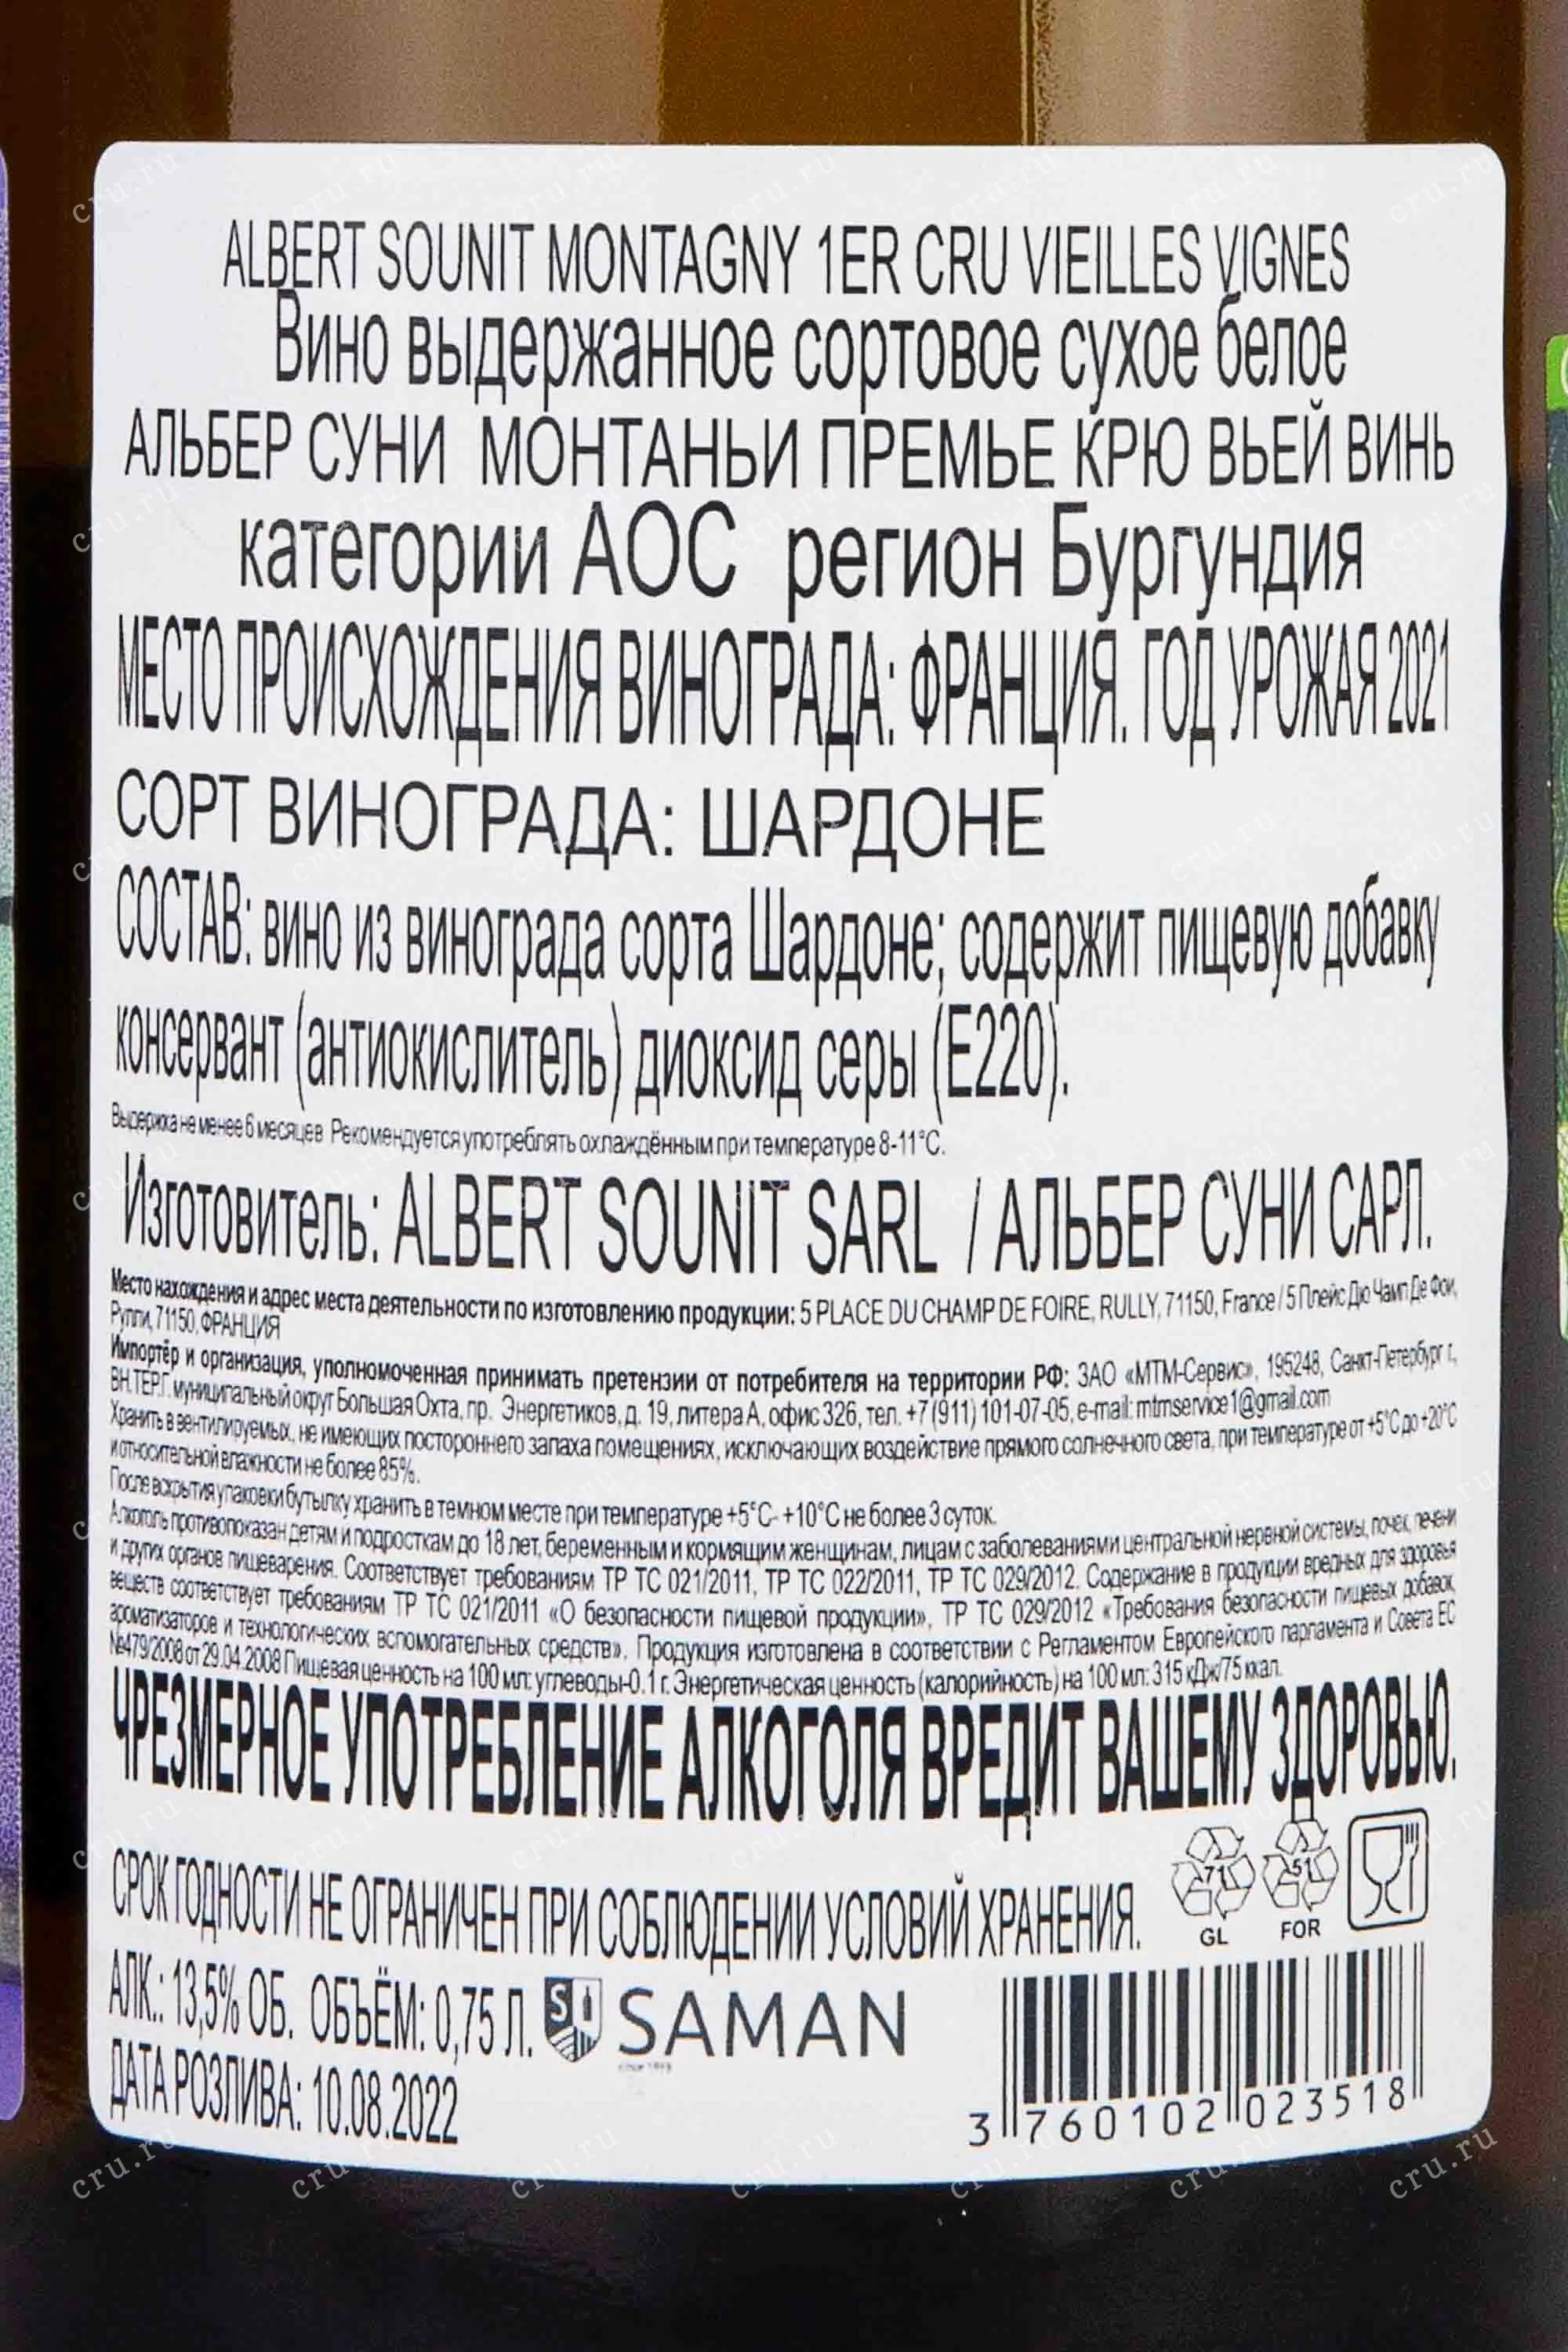 ALBERT SOUNIT MONTAGNY 1ER CRU VIEILLES VIGNES
Вино выдержанное сортовое сухое белое
АЛЬБЕР СУНИ МОНТАНЬИ ПРЕМЬЕ КРЮ ВЬЕЙ ВИНЬ
категории АОС регион Бургундия
МЕСТО ПРОИСХОЖДЕНИЯ ВИНОГРАДА: ФРАНЦИЯ. ГОД УРОЖАЯ 2021
СОРТ ВИНОГРАДА: ШАРДОНЕ
СОСТАВ: вино из винограда сорта Шардоне; содержит пищевую добавку
консервант (антиокислитель) диоксид серы (Е220).
Выдержка не менее 6 месяцев Рекомендуется употреблять охлаждённым при температуре 8-11°С.
Изготовитель: ALBERT SOUNIT SARL / АЛЬБЕР СУНИ САРЛ.
Место нахождения и адрес места деятельности по изготовлению продукции: 5 PLACE DU CHAMP DE FOIRE, RULLY, 71150, France / 5 Плейс Дю Чамп Де Фои,
Рулли, 71150, ФРАНЦИЯ
Импортёр и организация, уполномоченная принимать претензии от потребителя на территории РФ: ЗАО «МТМ-Сервис», 195248, Санкт-Петербург г.,
ВН.ТЕР.Г. муниципальный округ Большая Охта, пр. Энергетиков, д. 19, литера А, офис 326, тел. +7 (911) 101-07-05, e-mail: mtmservice1@gmail.com
Хранить в вентилируемых, не имеющих постороннего запаха помещениях, исключающих воздействие прямого солнечного света, при температуре от +5°С до +20°С
и относительной влажности не более 85%.
После вскрытия упаковки бутылку хранить в темном месте при температуре +5°С- +10°С не более 3 суток.
Алкоголь противопоказан детям и подросткам до 18 лет, беременным и кормящим женщинам, лицам с заболеваниями центральной нервной системы, почек, печени
и других органов пищеварения. Соответствует требованиям ТР ТС 021/2011, ТР ТС 022/2011, ТР ТС 029/2012. Содержание в продукции вредных для здоровья
веществ соответствует требованиям ТР ТС 021/2011 «О безопасности пищевой продукции», ТР ТС 029/2012 «Требования безопасности пищевых добавок,
ароматизаторов и технологических вспомогательных средств». Продукция изготовлена в соответствии с Регламентом Европейского парламента и Совета ЕС
№479/2008 от 29.04.2008 Пищевая ценность на 100 мл: углеводы-0,1 г. Энергетическая ценность (калорийность) на 100 мл: 315 кДж/75 ккал.
ЧРЕЗМЕРНОЕ УПОТРЕБЛЕНИЕ АЛКОГОЛЯ ВРЕДИТ ВАШЕМУ ЗДОРОВЬЮ.
СРОК ГОДНОСТИ НЕ ОГРАНИЧЕН ПРИ СОБЛЮДЕНИИ УСЛОВИЙ ХРАНЕНИЯ.
71 51
GL FOR
АЛК.: 13,5% ОБ. ОБЪЁМ: 0,75 Л. SAMAN
ДАТА РОЗЛИВА: 10.08.2022
3 760102 023518
cru.ru